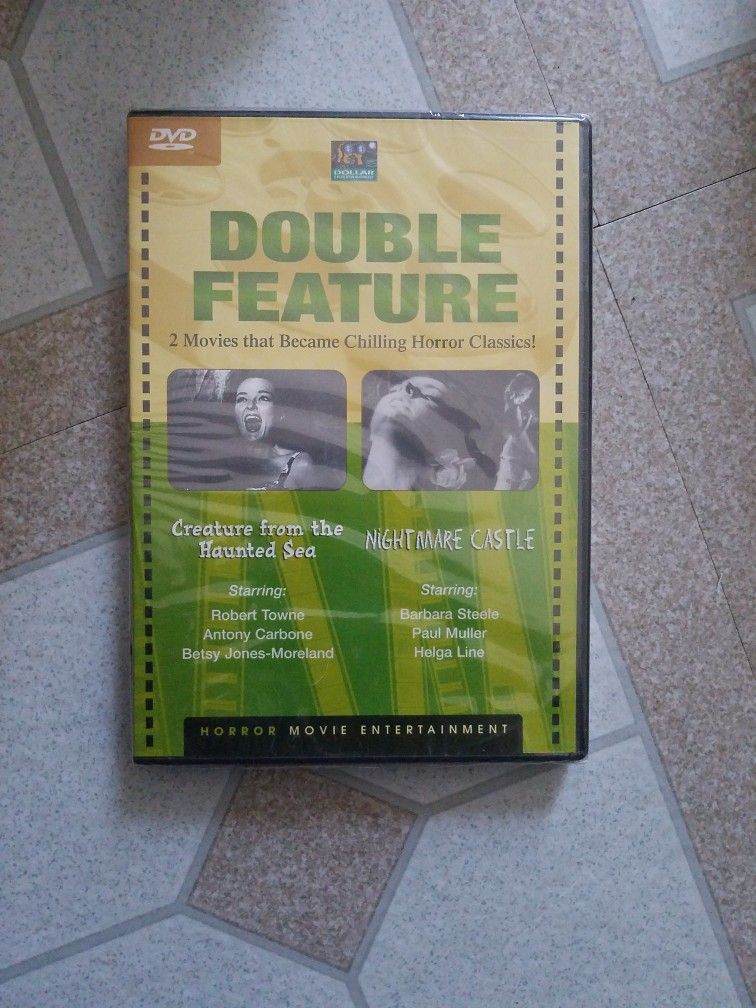 DVD
DOLLAR
ENTERTAINMENT
DOUBLE
FEATURE
2 Movies that Became Chilling Horror Classics!
Creature from the
Haunted Sea
Starring:
Robert Towne
Antony Carbone
Betsy Jones-Moreland
NIGHTMARE CASTLE
Starring:
Barbara Steele
Paul Muller
Helga Line
HORROR MOVIE ENTERTAINMENT